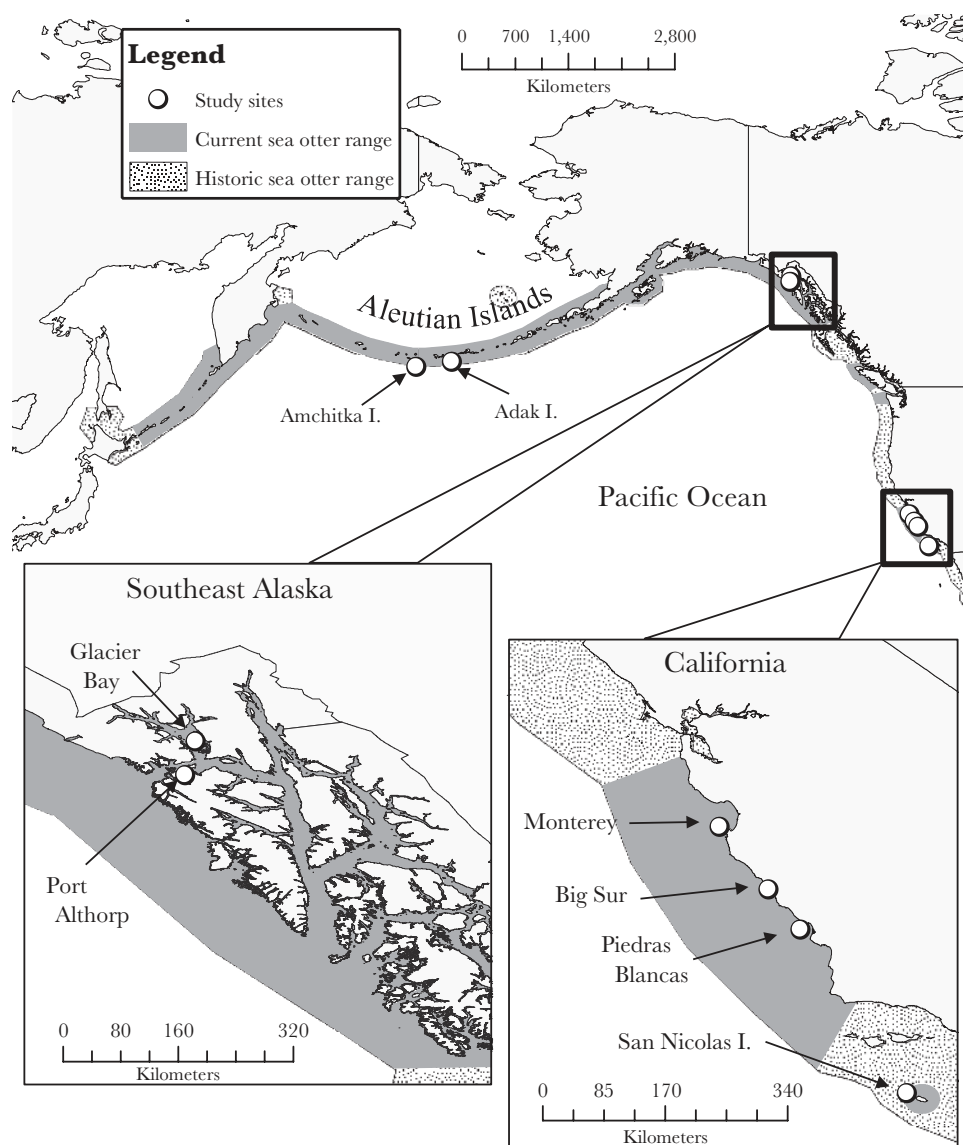 Legend
Study sites
Current sea otter range
Historic sea otter range
0 700 1,400 2,800
Kilometers
Aleutian Islands
Amchitka I.
Adak I.
Pacific Ocean
Southeast Alaska
Glacier
Bay
Port
Althorp
0 80 160 320
Kilometers
California
Monterey
Big Sur
Piedras
Blancas
San Nicolas I.
0 85 170 340
Kilometers